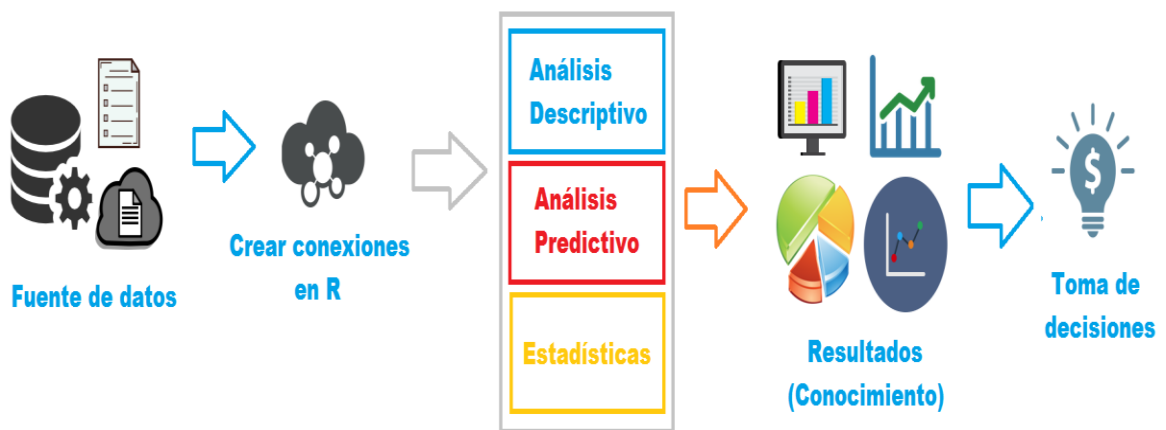 Fuente de datos
Crear conexiones
en R
Análisis
Descriptivo
Análisis
Predictivo
Estadísticas
Resultados
(Conocimiento)
$
Toma de
decisiones